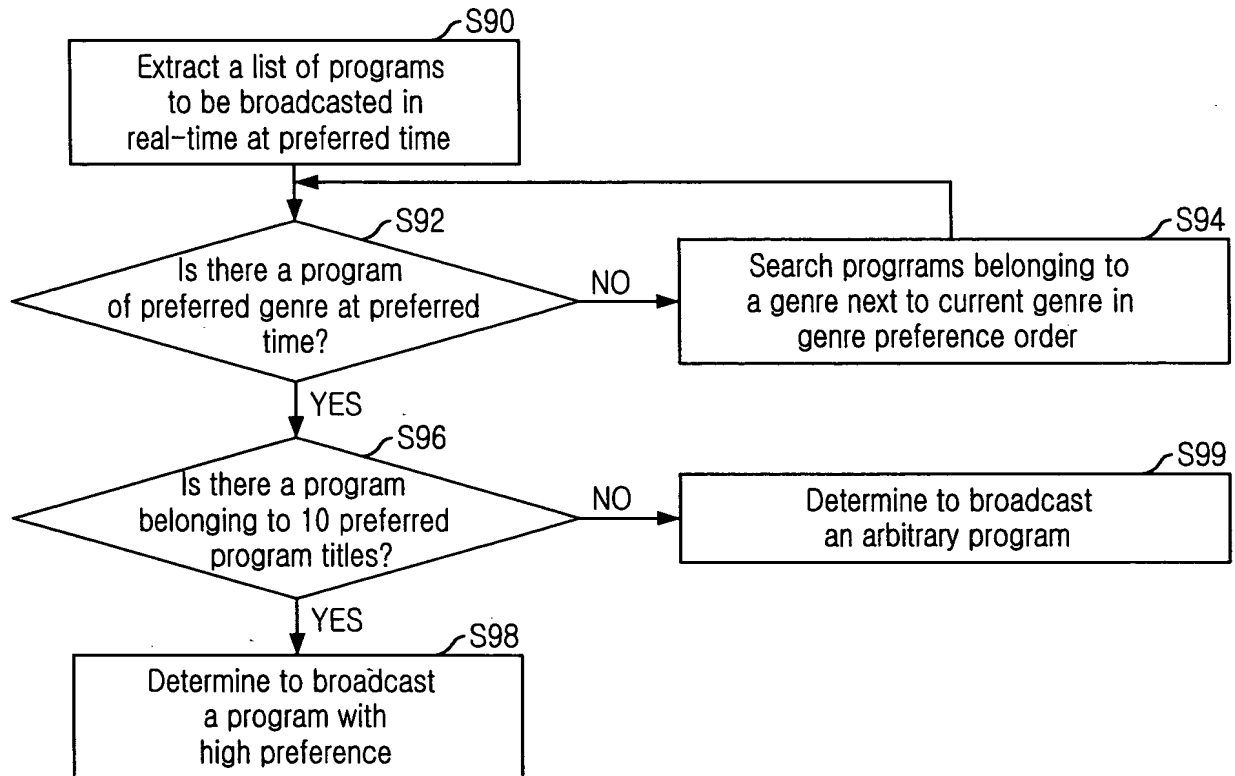 S90
Extract a list of programs
to be broadcasted in
real-time at preferred time
S92
Is there a program
of preferred genre at preferred
time?
NO
S94
Search progrrams belonging to
a genre next to current genre in
genre preference order
YES
S96
Is there a program
belonging to 10 preferred
program titles?
NO
S99
Determine to broadcast
an arbitrary program
YES
S98
Determine to broadcast
a program with
high preference